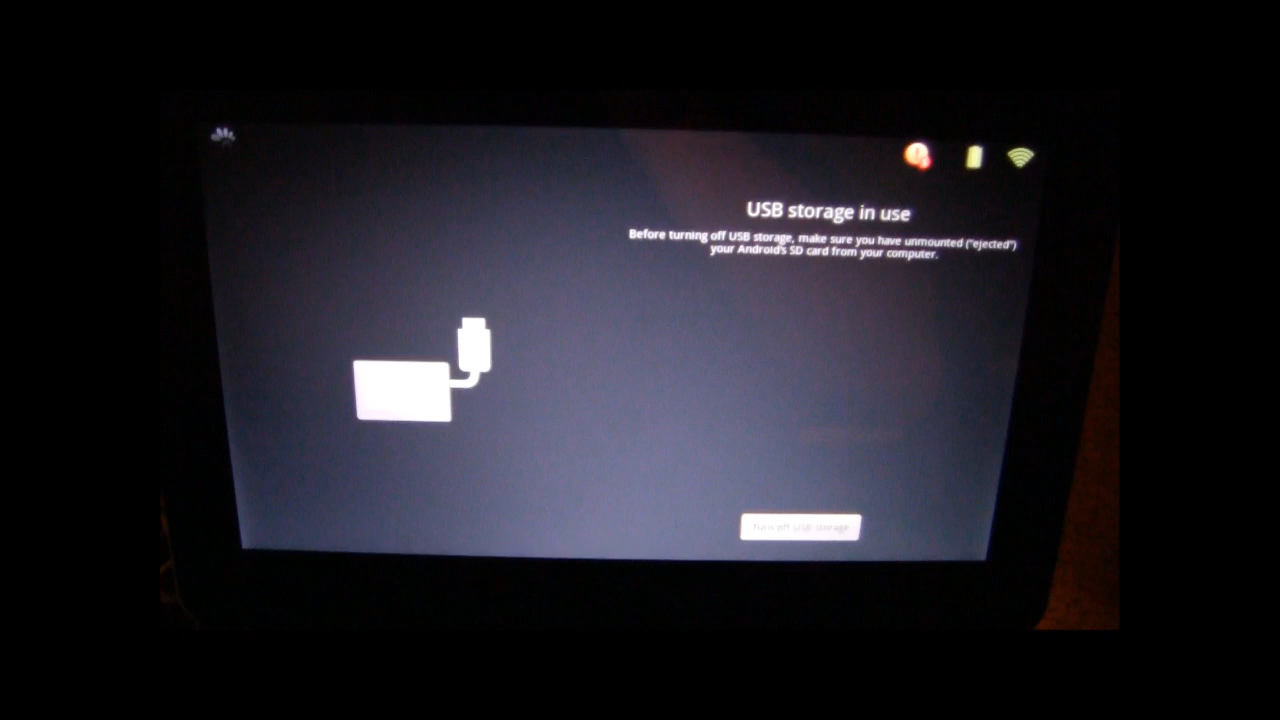 USB storage in use
Before turning off USB storage, make sure you have unmounted ("ejected")
your Android's SD card from your computer.
Turn off USB storage